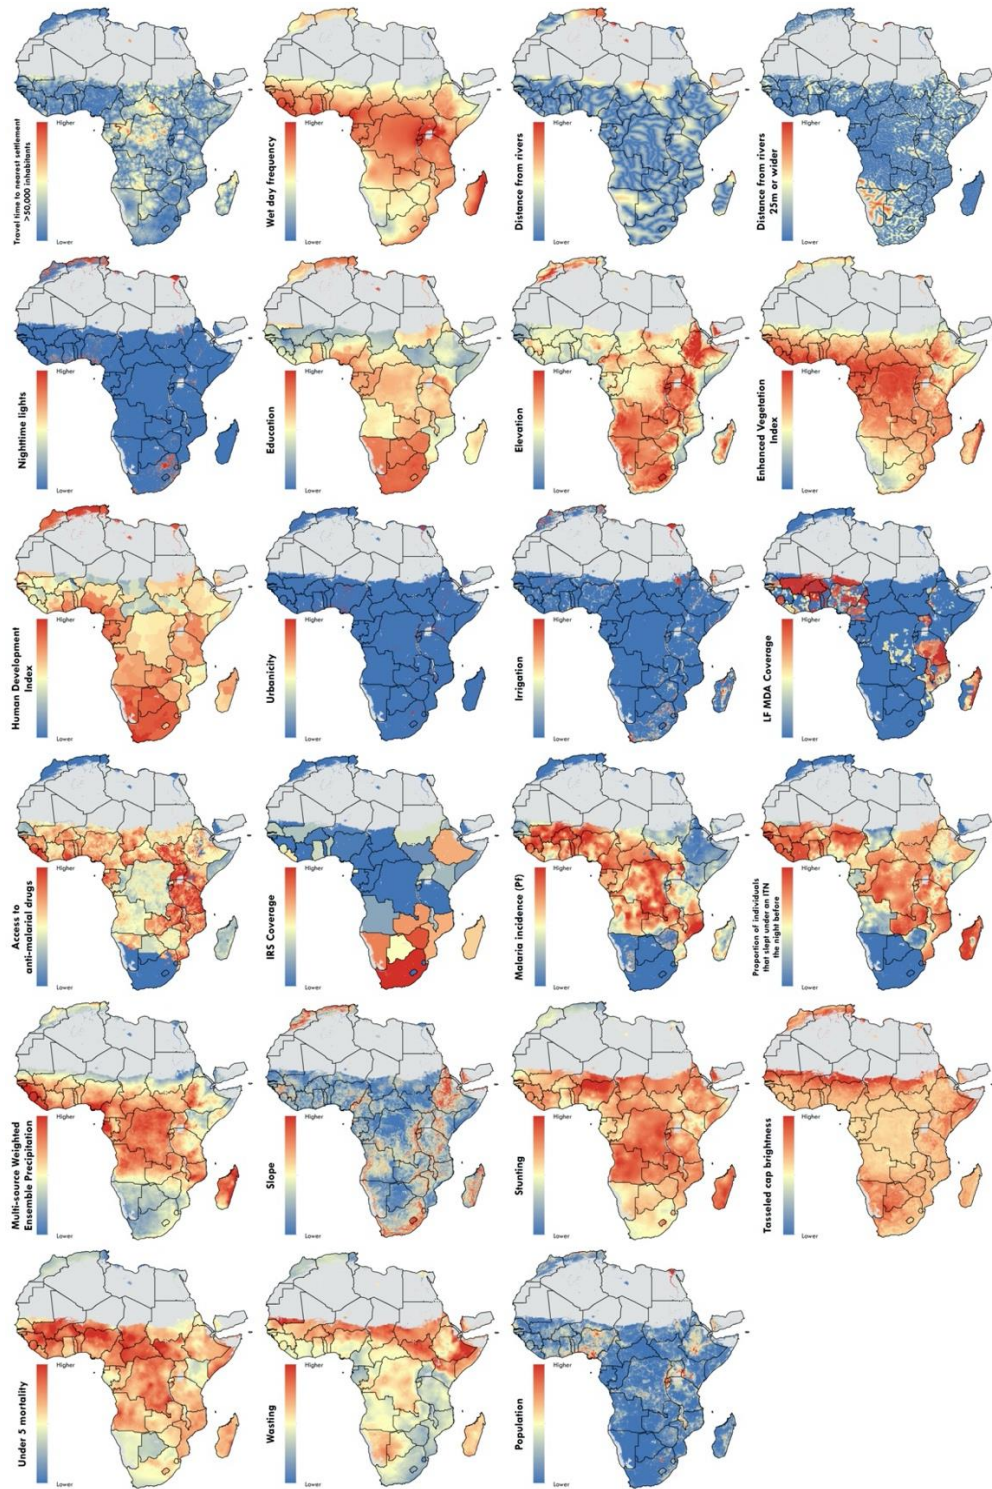 Under 5 mortality
Lower Higher
Multi-source Weighted
Ensemble Precipitation
Lower Higher
Access to
anti-malarial drugs
Lower Higher
Human Development
Index
Lower Higher
Nighttime lights
Lower Higher
Travel time to nearest settlement
>50,000 inhabitants
Lower Higher
Wasting
Lower Higher
Slope
Lower Higher
IRS Coverage
Lower Higher
Urbanicity
Lower Higher
Education
Lower Higher
Wet day frequency
Lower Higher
Population
Lower Higher
Stunting
Lower Higher
Malaria incidence (Pf)
Lower Higher
Irrigation
Lower Higher
Elevation
Lower Higher
Distance from rivers
Lower Higher
Tasseled cap brightness
Lower Higher
Proportion of individuals
that slept under an ITN
the night before
Lower Higher
LF MDA Coverage
Lower Higher
Enhanced Vegetation
Index
Lower Higher
Distance from rivers
25m or wider
Lower Higher